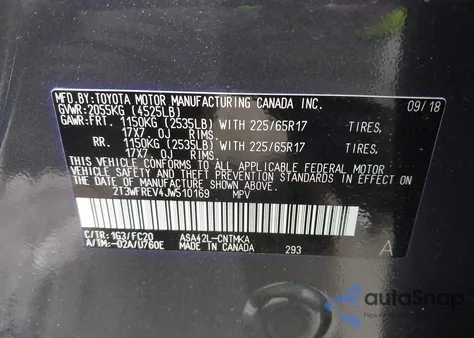 MFD.BY:TOYOTA MOTOR MANUFACTURING CANADA INC. 09/18
GVWR:2055KG (4525LB)
GAWR:FRT. 1150KG (2535LB) WITH 225/65R17 TIRES,
17X7.0J RIMS.
RR. 1150KG (2535LB) WITH 225/65R17 TIRES,
17X7.0J RIMS.
THIS VEHICLE CONFORMS TO ALL APPLICABLE FEDERAL MOTOR
VEHICLE SAFETY STANDARDS IN EFFECT ON THE DATE OF
MANUFACTURE SHOWN ABOVE.
2T3WFREV4JW510169 MPV
C/TR:1G3/FC20 ASA42L-CNTMKA
A/TM:-02A/U760E MADE IN CANADA 293 A
autoSnap